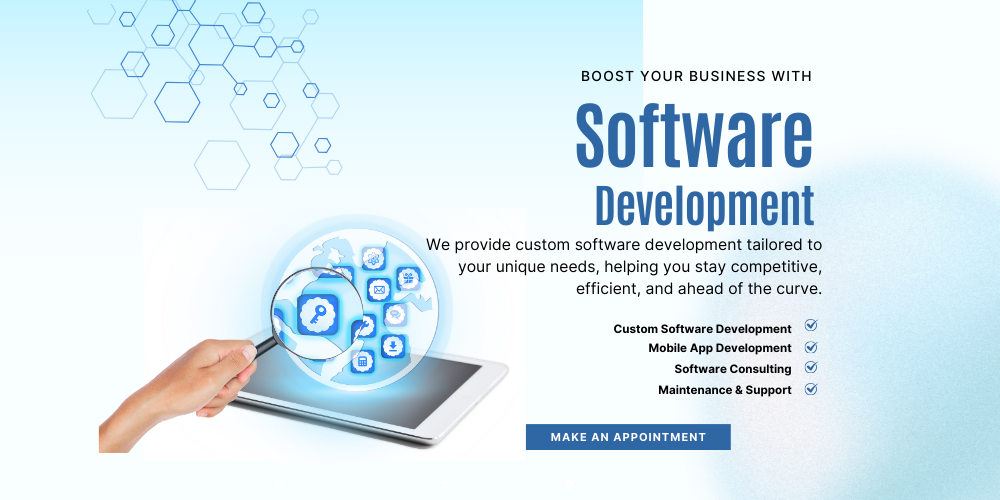 BOOST YOUR BUSINESS WITH
Software
Development
We provide custom software development tailored to
your unique needs, helping you stay competitive,
efficient, and ahead of the curve.
Custom Software Development
Mobile App Development
Software Consulting
Maintenance & Support
MAKE AN APPOINTMENT